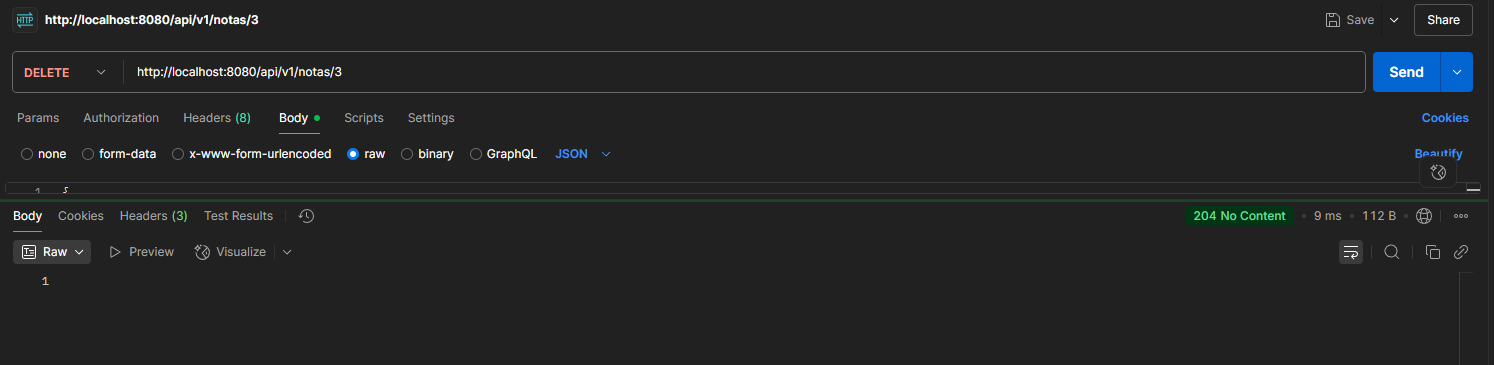 HTTP http://localhost:8080/api/v1/notas/3 Save Share
DELETE http://localhost:8080/api/v1/notas/3 Send
Params Authorization Headers (8) Body Scripts Settings Cookies
none form-data x-www-form-urlencoded raw binary GraphQL JSON Beautify
1 {
Body Cookies Headers (3) Test Results 204 No Content • 9 ms • 112 B •
Raw Preview Visualize
1